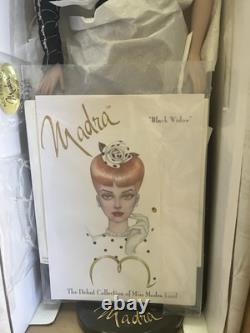 Madra
"Black Widow"
The Debut Collection of Miss Madra Lord
Madra